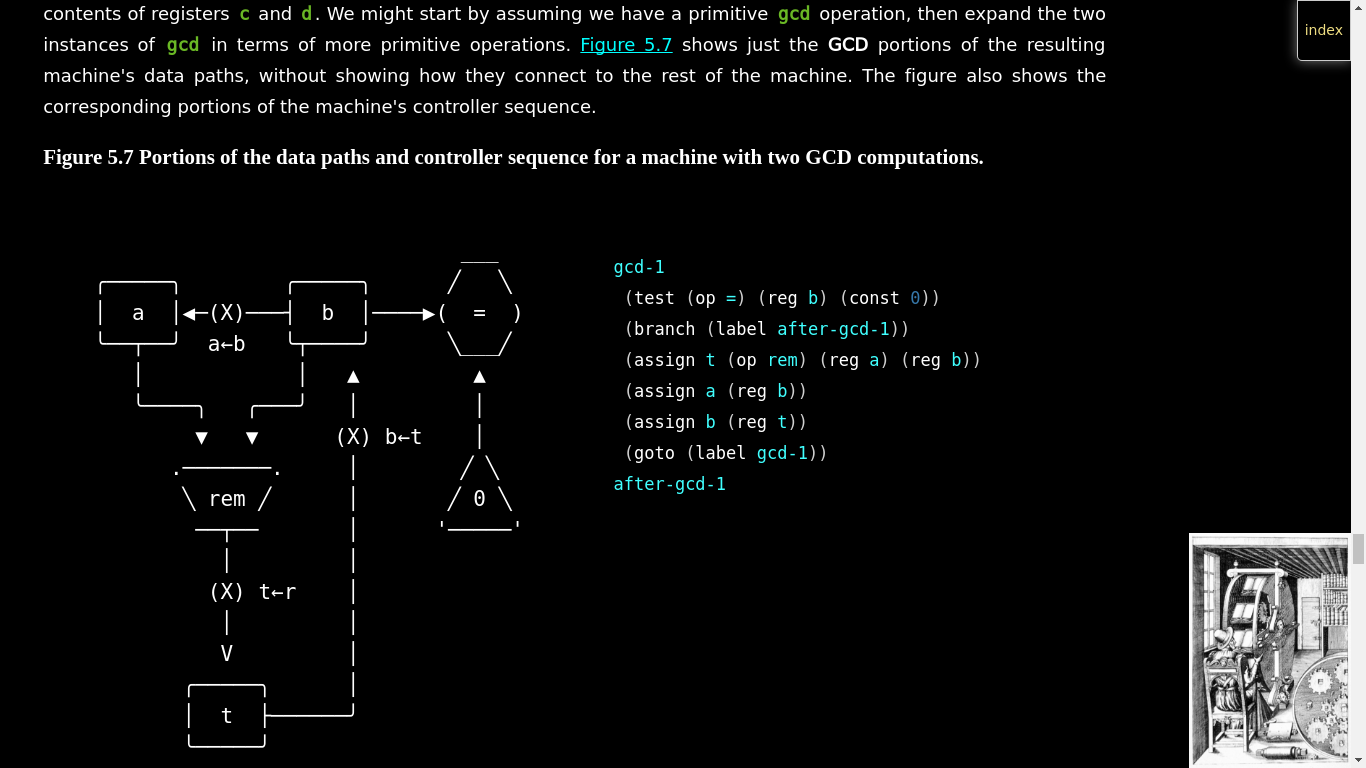 contents of registers c and d. We might start by assuming we have a primitive gcd operation, then expand the two
instances of gcd in terms of more primitive operations. Figure 5.7 shows just the GCD portions of the resulting
machine's data paths, without showing how they connect to the rest of the machine. The figure also shows the
corresponding portions of the machine's controller sequence.
index
Figure 5.7 Portions of the data paths and controller sequence for a machine with two GCD computations.
a
(X)
b
=
a←b
(X) b←t
rem
0
(X) t←r
V
t
gcd-1
(test (op =) (reg b) (const 0))
(branch (label after-gcd-1))
(assign t (op rem) (reg a) (reg b))
(assign a (reg b))
(assign b (reg t))
(goto (label gcd-1))
after-gcd-1